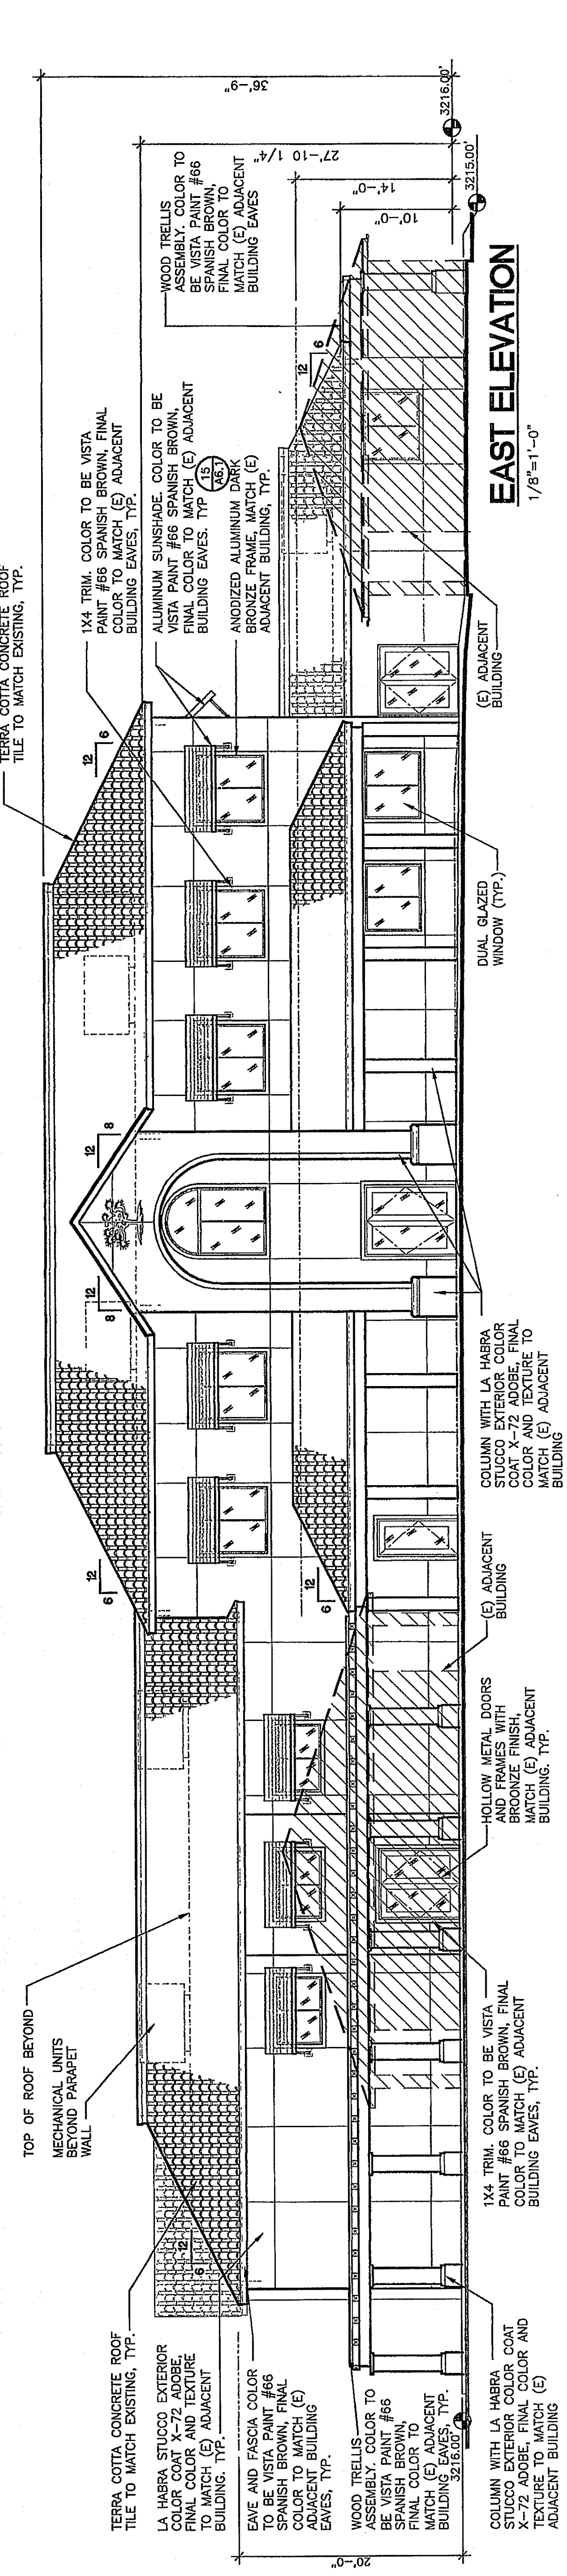 TERRA COTTA CONCRETE ROOF
TILE TO MATCH EXISTING, TYP.
LA HABRA STUCCO EXTERIOR
COLOR COAT X-72 ADOBE,
FINAL COLOR AND TEXTURE
TO MATCH (E) ADJACENT
BUILDING. TYP.
EAVE AND FASCIA COLOR
TO BE VISTA PAINT #66
SPANISH BROWN, FINAL
COLOR TO MATCH (E)
ADJACENT BUILDING
EAVES, TYP.
WOOD TRELLIS
ASSEMBLY. COLOR TO
BE VISTA PAINT #66
SPANISH BROWN,
FINAL COLOR TO
MATCH (E) ADJACENT
BUILDING EAVES, TYP.
3216.00'
20'-0"
COLUMN WITH LA HABRA
STUCCO EXTERIOR COLOR COAT
X-72 ADOBE, FINAL COLOR AND
TEXTURE TO MATCH (E)
ADJACENT BUILDING
TOP OF ROOF BEYOND
MECHANICAL UNITS
BEYOND PARAPET
WALL
12
6
1X4 TRIM. COLOR TO BE VISTA
PAINT #66 SPANISH BROWN, FINAL
COLOR TO MATCH (E) ADJACENT
BUILDING EAVES, TYP.
HOLLOW METAL DOORS
AND FRAMES WITH
BROONZE FINISH,
MATCH (E) ADJACENT
BUILDING. TYP.
(E) ADJACENT
BUILDING
12
6
12
6
COLUMN WITH LA HABRA
STUCCO EXTERIOR COLOR
COAT X-72 ADOBE, FINAL
COLOR AND TEXTURE TO
MATCH (E) ADJACENT
BUILDING
12
8
12
8
DUAL GLAZED
WINDOW (TYP.)
12
6
TERRA COTTA CONCRETE ROOF
TILE TO MATCH EXISTING, TYP.
1X4 TRIM. COLOR TO BE VISTA
PAINT #66 SPANISH BROWN, FINAL
COLOR TO MATCH (E) ADJACENT
BUILDING EAVES, TYP.
ALUMINUM SUNSHADE. COLOR TO BE
VISTA PAINT #66 SPANISH BROWN,
FINAL COLOR TO MATCH (E) ADJACENT
BUILDING EAVES. TYP
15
A6.1
ANODIZED ALUMINUM DARK
BRONZE FRAME, MATCH (E)
ADJACENT BUILDING, TYP.
(E) ADJACENT
BUILDING
12
6
WOOD TRELLIS
ASSEMBLY. COLOR TO
BE VISTA PAINT #66
SPANISH BROWN,
FINAL COLOR TO
MATCH (E) ADJACENT
BUILDING EAVES
36'-9"
27'-10 1/4"
14'-0"
10'-0"
3216.00'
3215.00'
EAST ELEVATION
1/8"=1'-0"